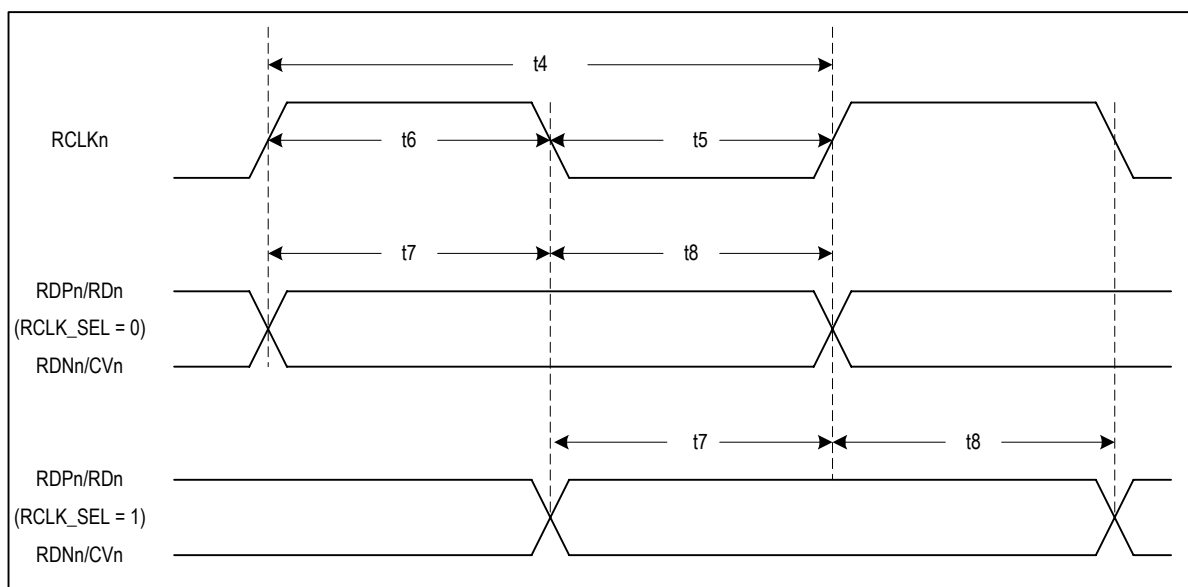 t4
RCLKn
t6
t5
t7
t8
RDPn/RDn
(RCLK_SEL = 0)
RDNn/CVn
t7
t8
RDPn/RDn
(RCLK_SEL = 1)
RDNn/CVn